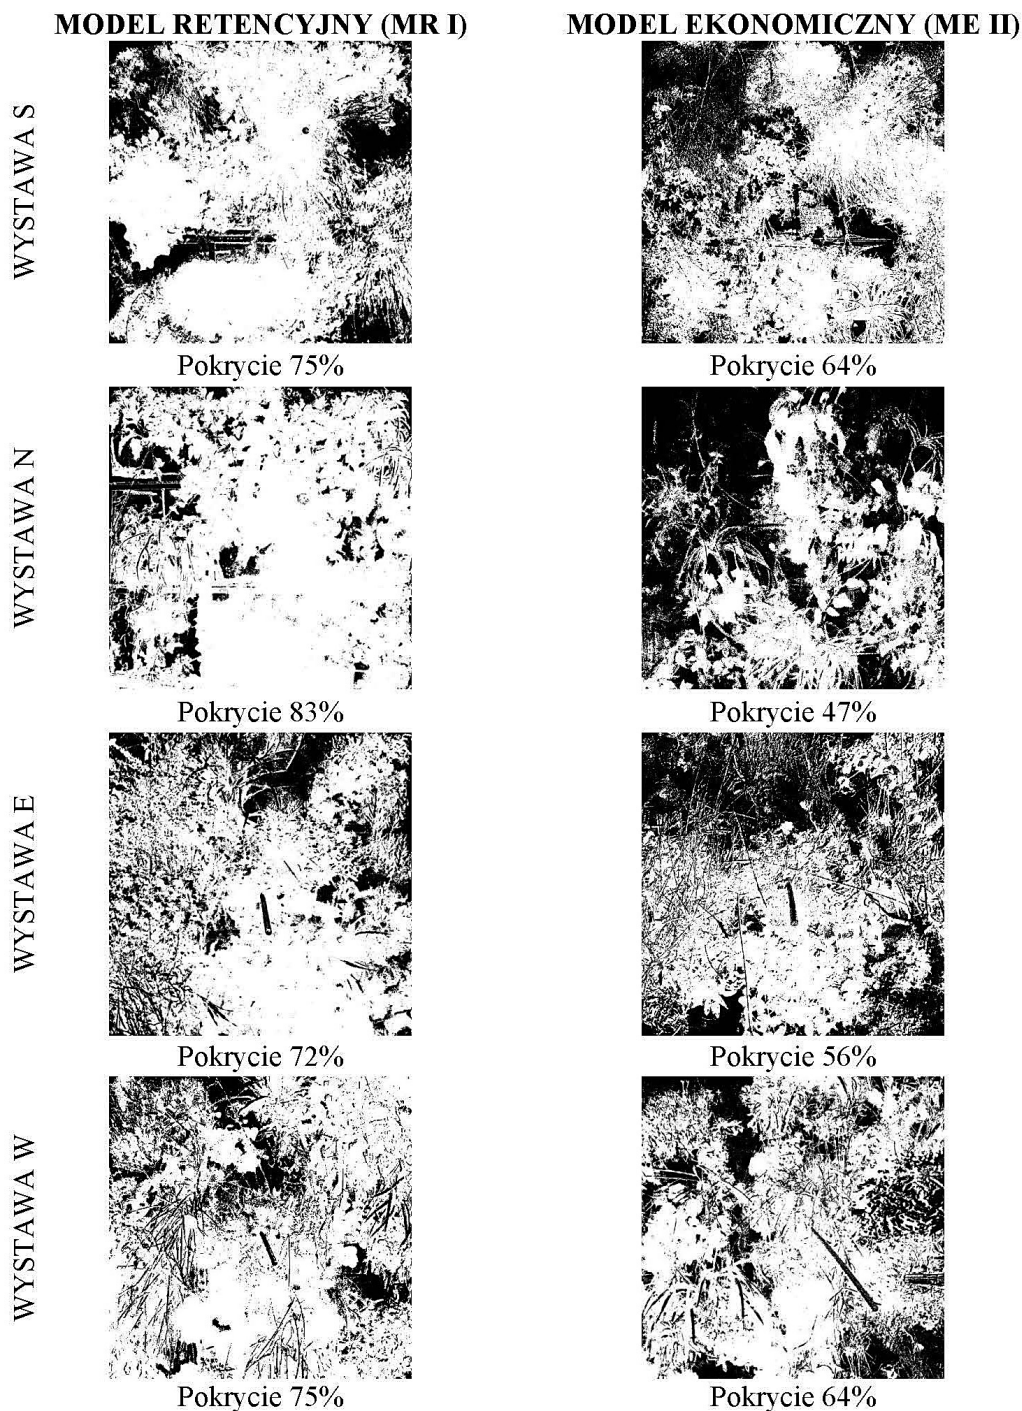 MODEL RETENCYJNY (MR I)
MODEL EKONOMICZNY (ME II)
WYSTAWA S
Pokrycie 75%
Pokrycie 64%
WYSTAWA N
Pokrycie 83%
Pokrycie 47%
WYSTAWA E
Pokrycie 72%
Pokrycie 56%
WYSTAWA W
Pokrycie 75%
Pokrycie 64%